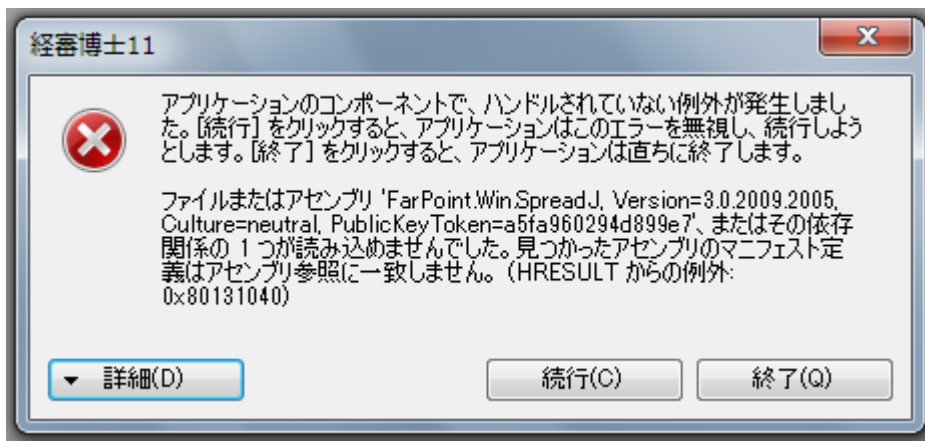 経審博士11
アプリケーションのコンポーネントで、ハンドルされていない例外が発生しまし
た。[続行] をクリックすると、アプリケーションはこのエラーを無視し、続行しよう
とします。[終了] をクリックすると、アプリケーションは直ちに終了します。
ファイルまたはアセンブリ 'FarPoint.Win.SpreadJ, Version=3.0.2009.2005,
Culture=neutral, PublicKeyToken=a5fa960294d899e7'、またはその依存
関係の 1 つが読み込めませんでした。見つかったアセンブリのマニフェスト定
義はアセンブリ参照に一致しません。 (HRESULT からの例外:
0x80131040)
詳細(D)
続行(C)
終了(Q)